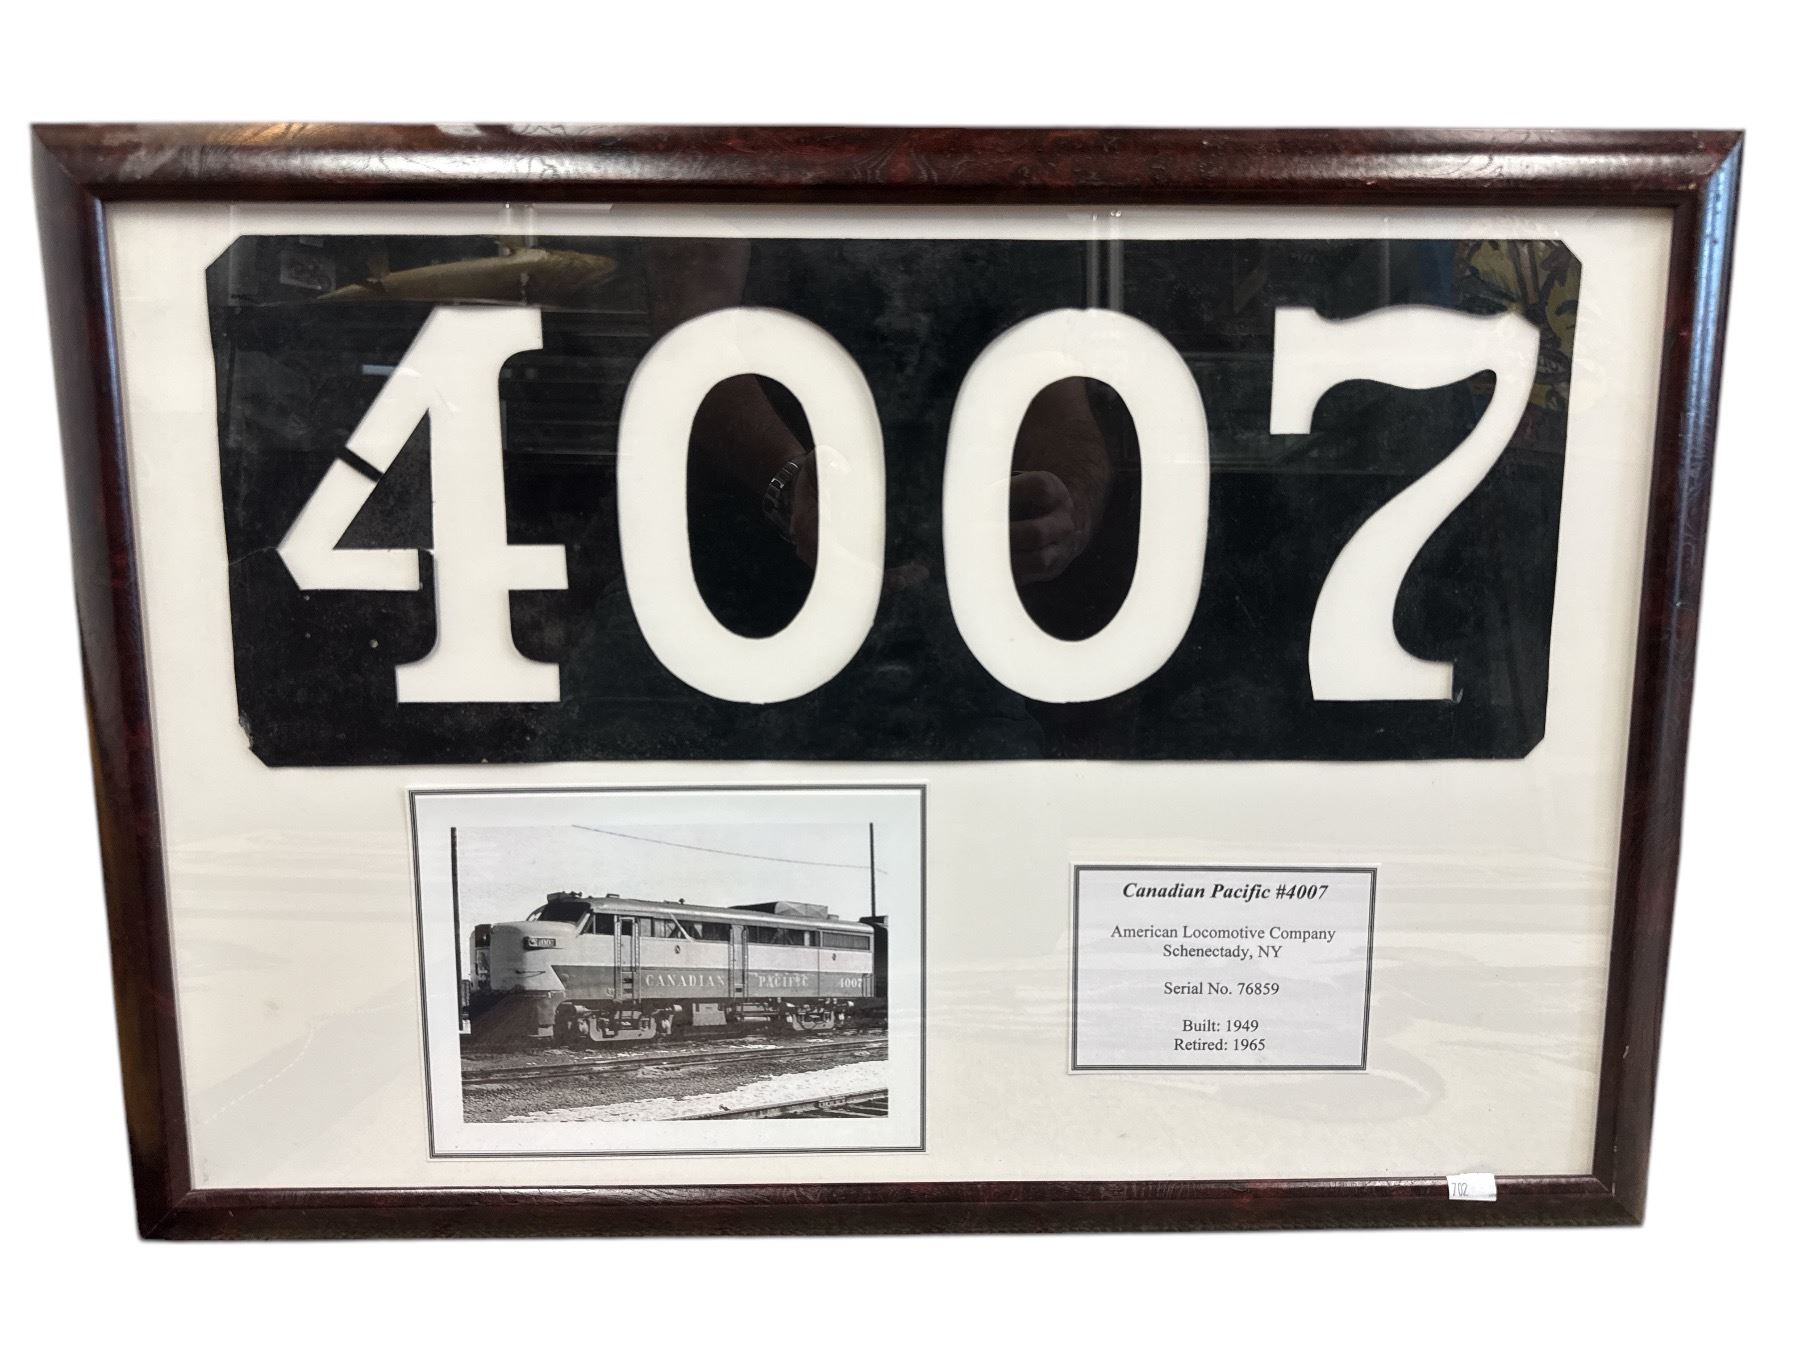 4007
4007
CANADIAN PACIFIC 4007
Canadian Pacific #4007
American Locomotive Company
Schenectady, NY
Serial No. 76859
Built: 1949
Retired: 1965
702